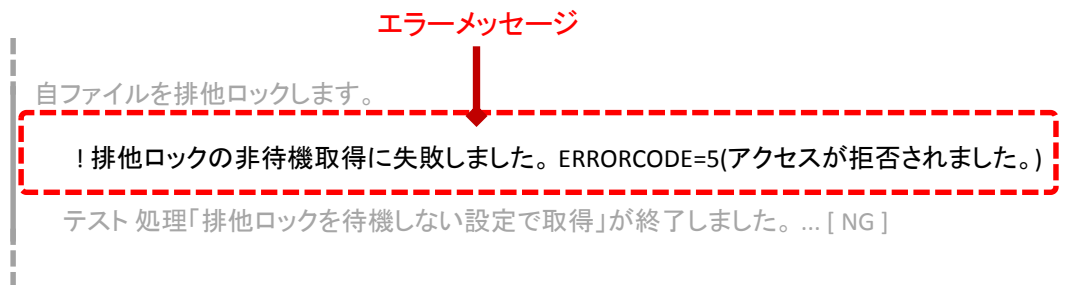 エラーメッセージ
自ファイルを排他ロックします。
! 排他ロックの非待機取得に失敗しました。 ERRORCODE=5(アクセスが拒否されました。)
テスト 処理「排他ロックを待機しない設定で取得」が終了しました。 ... [ NG ]